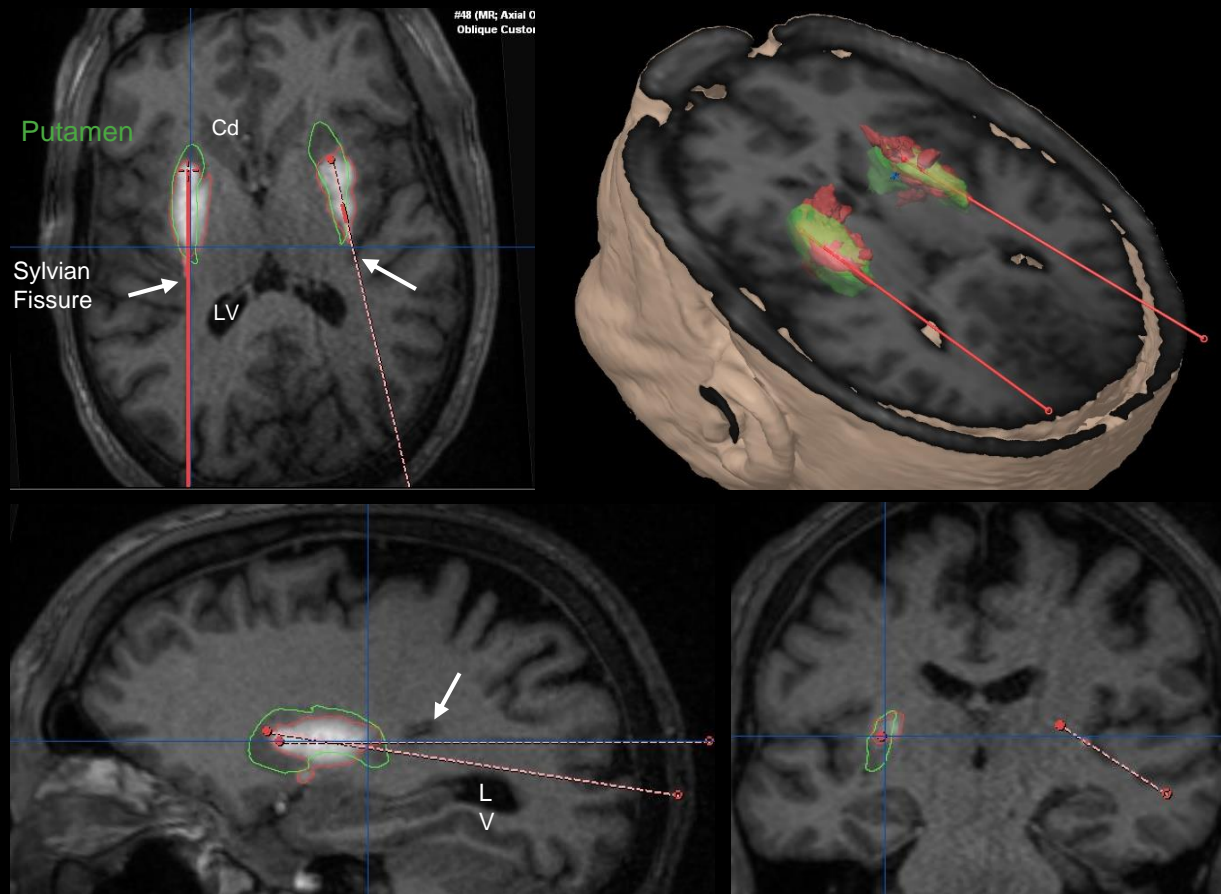 #48 (MR; Axial O
Oblique Custor
Putamen
Cd
Sylvian
Fissure
LV
L
V